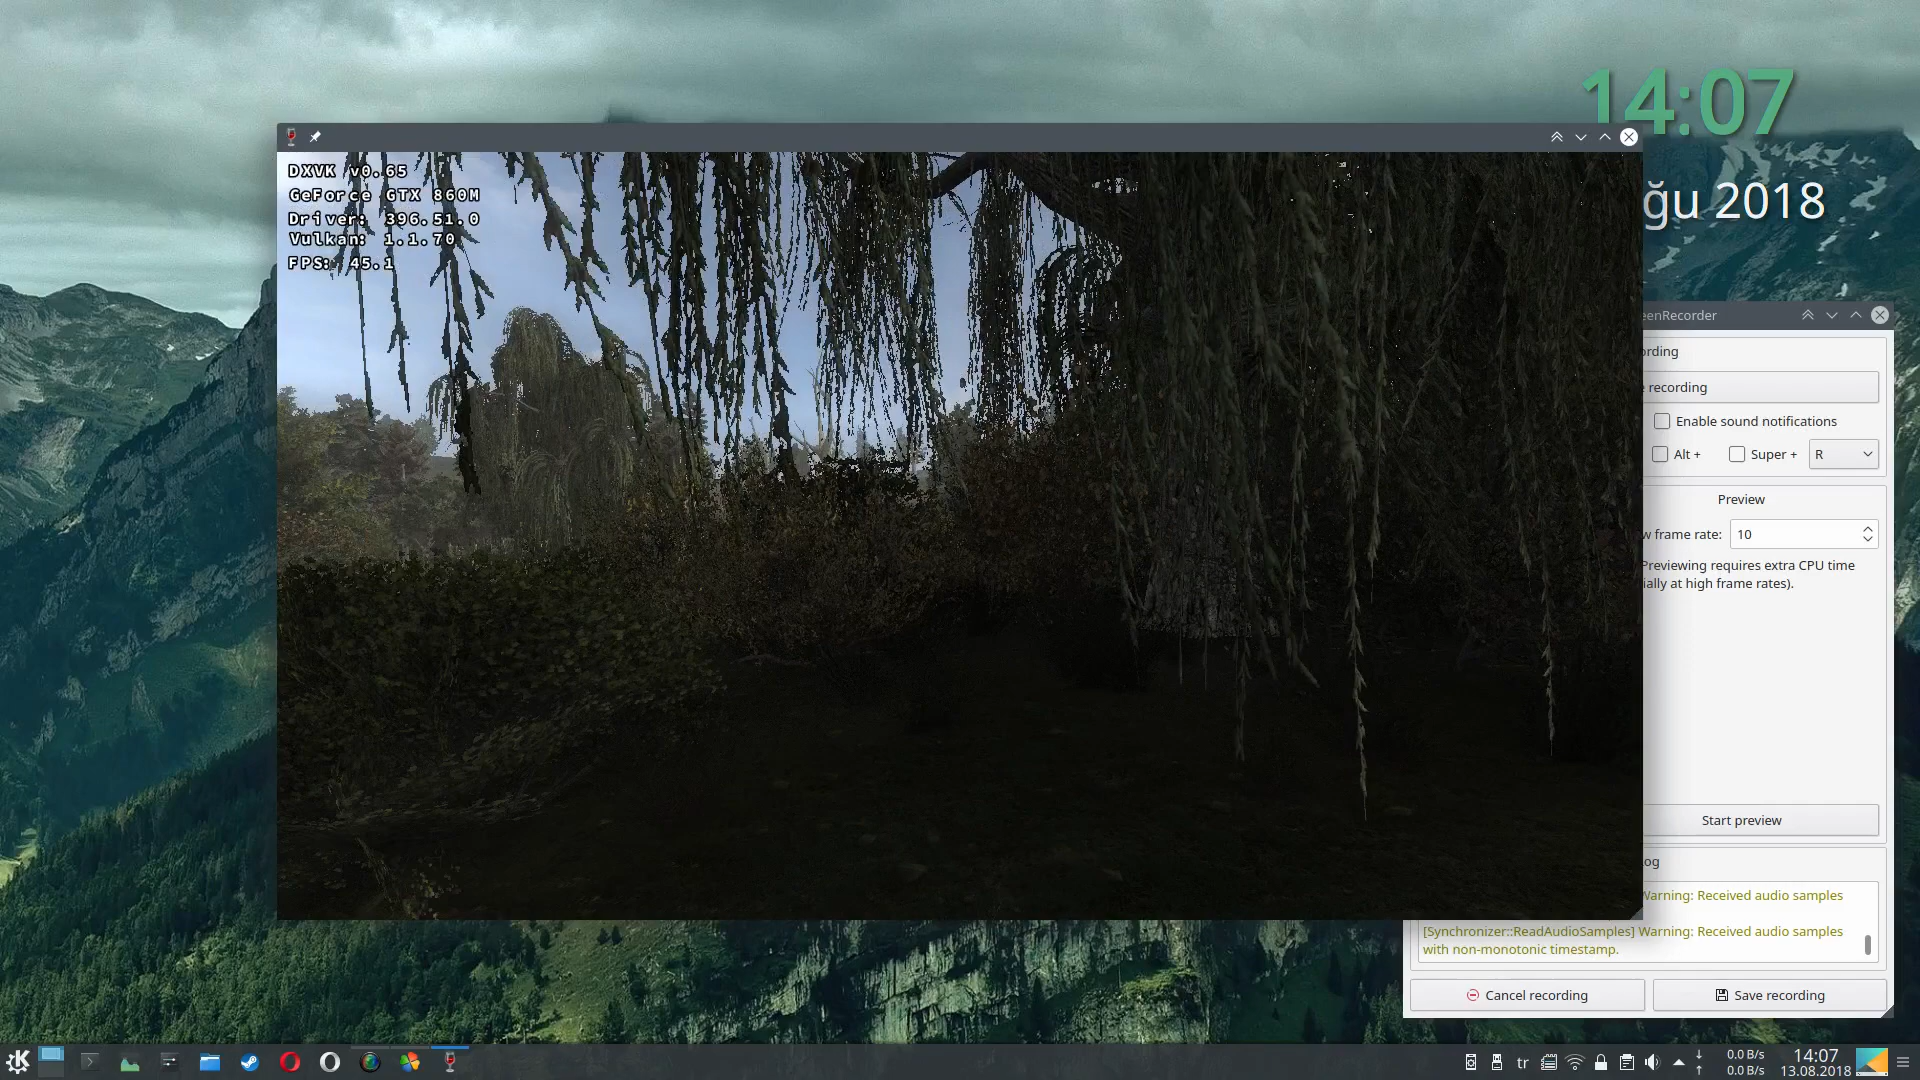 14:07
ğu 2018
DXVK v0.65
GeForce GTX 860M
Driver: 396.51.0
Vulkan: 1.1.70
FPS: 45.1
eenRecorder
ording
e recording
Enable sound notifications
Alt +
Super +
R
Preview
w frame rate:
10
Previewing requires extra CPU time
ially at high frame rates).
Start preview
og
Warning: Received audio samples
[Synchronizer::ReadAudioSamples] Warning: Received audio samples
with non-monotonic timestamp.
Cancel recording
Save recording
tr
0.0 B/s
0.0 B/s
14:07
13.08.2018